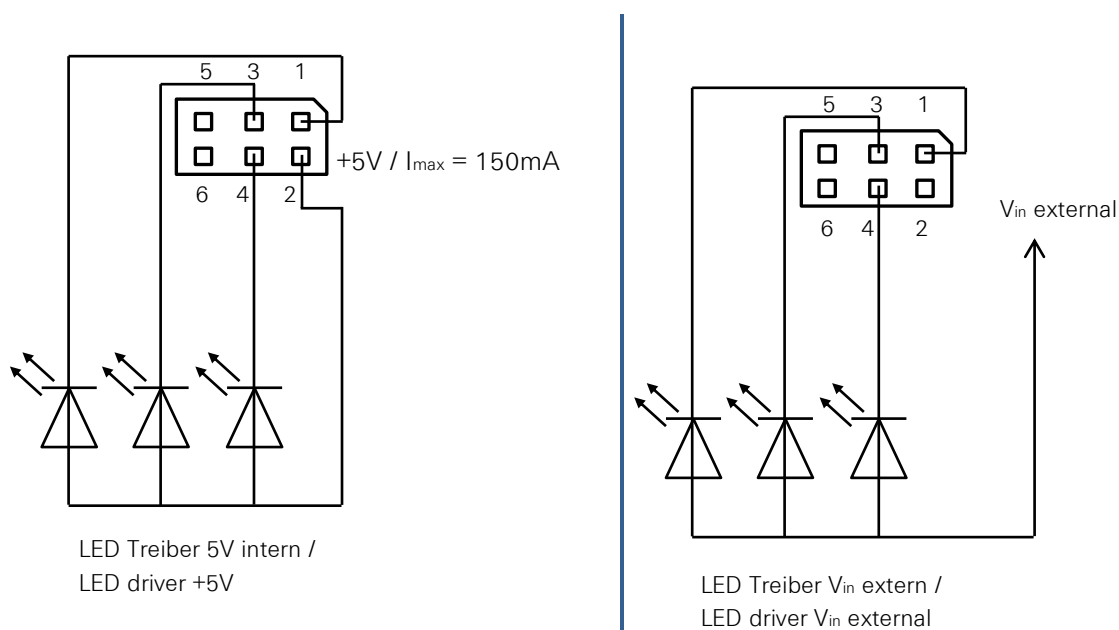 5 3 1
+5V / Imax = 150mA
6 4 2
LED Treiber 5V intern /
LED driver +5V
5 3 1
6 4 2
Vin external
LED Treiber Vin extern /
LED driver Vin external